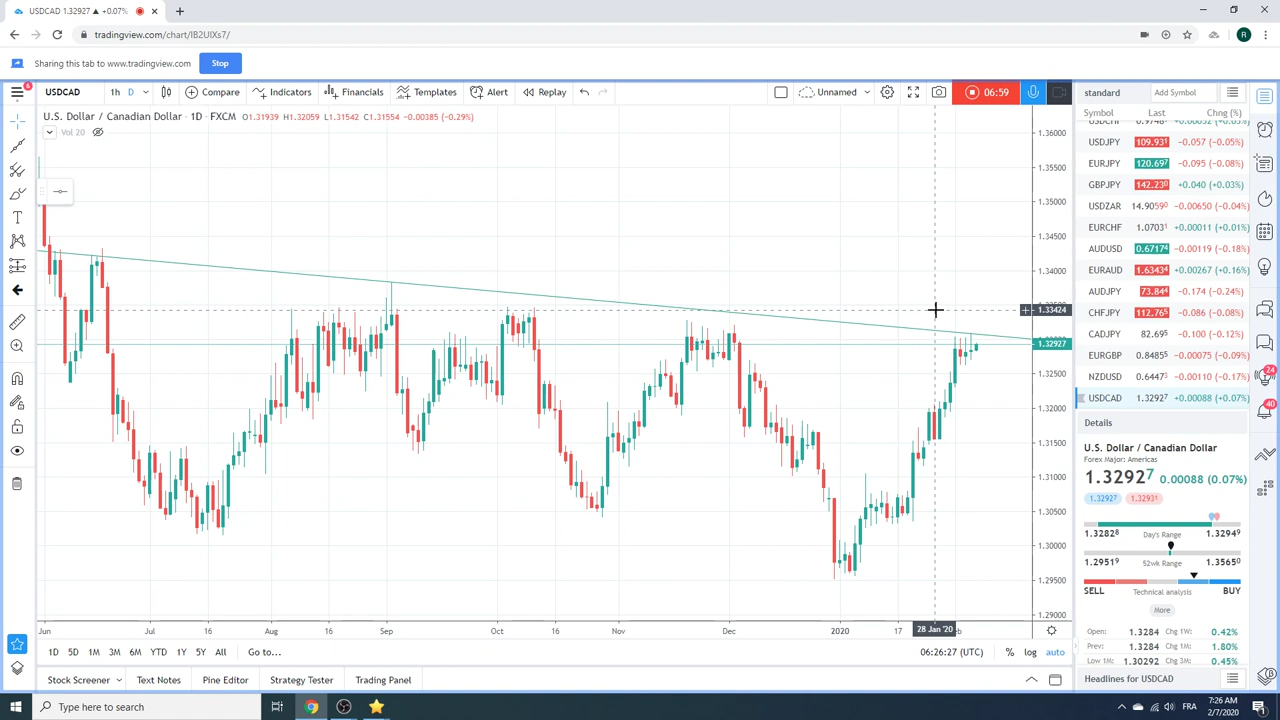 USDCAD 1.32927 ▲ +0.07%
tradingview.com/chart/IB2UIXs7/
R
Sharing this tab to www.tradingview.com Stop
6
USDCAD 1h D Compare Indicators Financials Templates Alert Replay Unnamed 06:59
standard Add Symbol
U.S. Dollar / Canadian Dollar · 1D · FXCM O1.31939 H1.32059 L1.31542 C1.31554 −0.00385 (−0.29%)
Vol 20
Symbol Last Chng (%)
USDJPY 109.931 −0.057 (−0.05%)
EURJPY 120.697 −0.095 (−0.08%)
GBPJPY 142.230 +0.040 (+0.03%)
USDZAR 14.90590 −0.00650 (−0.04%)
EURCHF 1.07031 +0.00011 (+0.01%)
AUDUSD 0.67174 −0.00119 (−0.18%)
EURAUD 1.63434 +0.00267 (+0.16%)
AUDJPY 73.844 −0.174 (−0.24%)
CHFJPY 112.765 −0.086 (−0.08%)
CADJPY 82.695 −0.100 (−0.12%)
EURGBP 0.84855 −0.00075 (−0.09%)
NZDUSD 0.64473 −0.00110 (−0.17%)
USDCAD 1.32927 +0.00088 (+0.07%)
24
40
1.36000
1.35500
1.35000
1.34500
1.34000
1.33424
1.32927
1.32500
1.32000
1.31500
1.31000
1.30500
1.30000
1.29500
1.29000
Details
U.S. Dollar / Canadian Dollar
Forex Major: Americas
1.32927 0.00088 (0.07%)
1.32927 1.32931
1.32828 Day's Range 1.32949
1.29519 52wk Range 1.35650
SELL Technical analysis BUY
More
Open: 1.3284 Chg 1W: 0.42%
Prev: 1.3284 Chg 1M: 1.80%
Low 1M: 1.30292 Chg 3M: 0.45%
Jun Jul 16 Aug 16 Sep Oct 16 Nov Dec 2020 17 28 Jan '20
1D 5D 1M 3M 6M YTD 1Y 5Y All Go to... 06:26:27 (UTC) % log auto
Stock Screener Text Notes Pine Editor Strategy Tester Trading Panel
Headlines for USDCAD
Type here to search
FRA
7:26 AM
2/7/2020
1